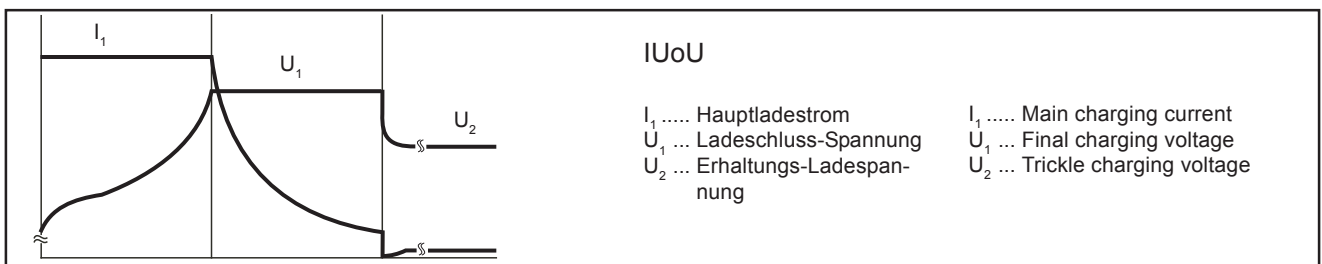 I₁
U₁
U₂
IUoU
I₁ ..... Hauptladestrom
U₁ ... Ladeschluss-Spannung
U₂ ... Erhaltungs-Ladespan-
nung
I₁ ..... Main charging current
U₁ ... Final charging voltage
U₂ ... Trickle charging voltage